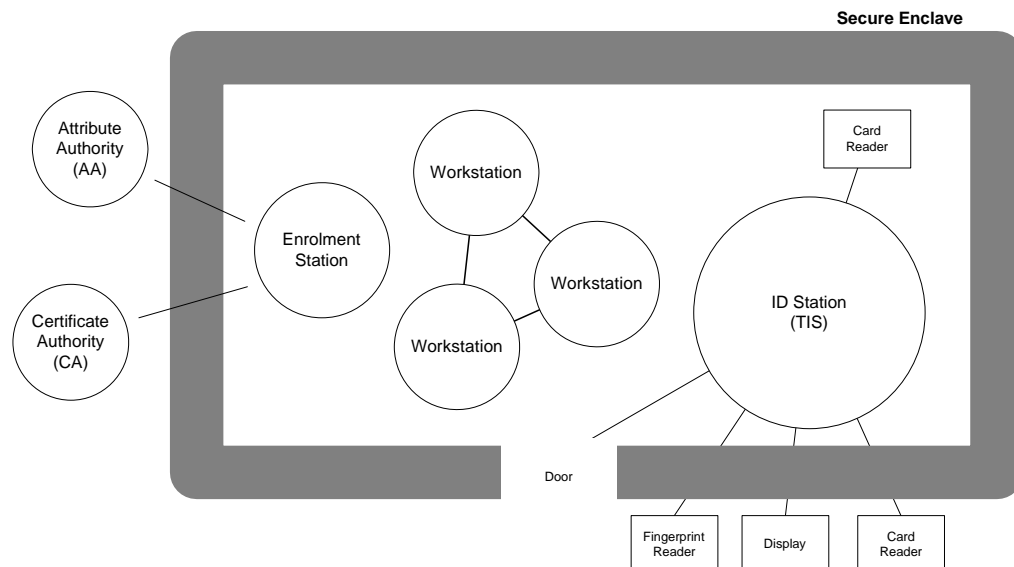 Secure Enclave
Attribute
Authority
(AA)
Card
Reader
Workstation
Enrolment
Station
Workstation
ID Station
(TIS)
Certificate
Authority
(CA)
Workstation
Door
Fingerprint
Reader
Display
Card
Reader